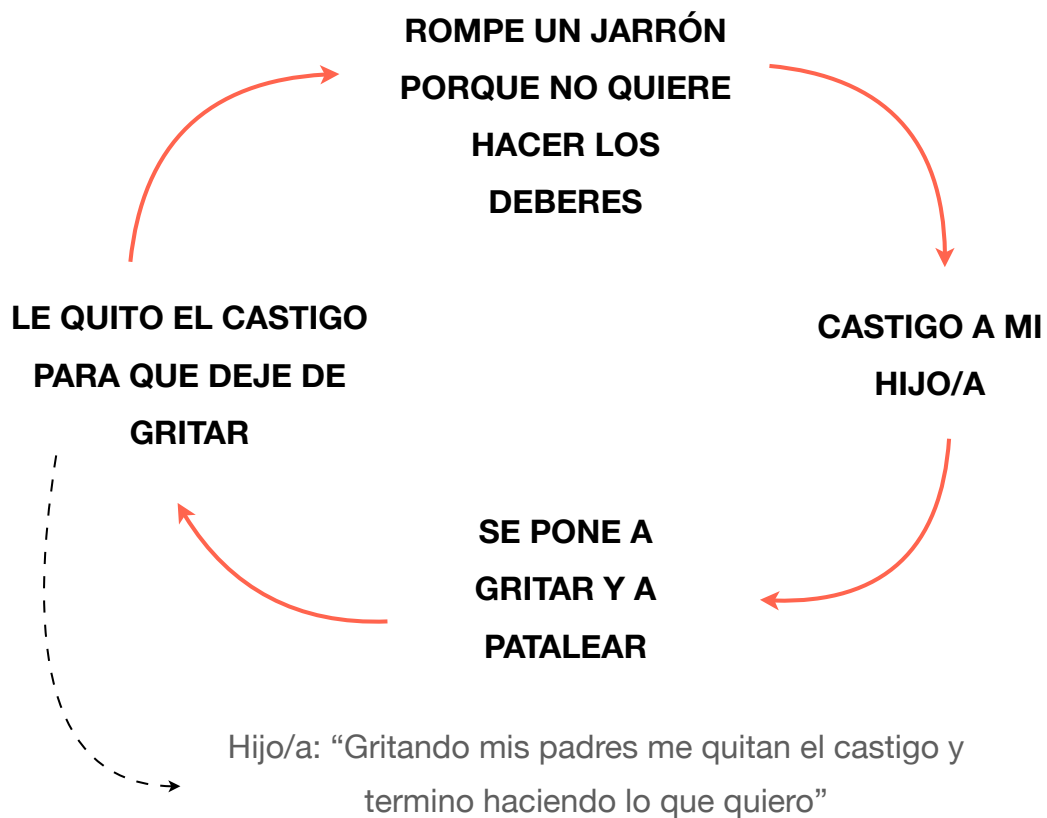 ROMPE UN JARRÓN
PORQUE NO QUIERE
HACER LOS
DEBERES
LE QUITO EL CASTIGO
PARA QUE DEJE DE
GRITAR
CASTIGO A MI
HIJO/A
SE PONE A
GRITAR Y A
PATALEAR
Hijo/a: “Gritando mis padres me quitan el castigo y
termino haciendo lo que quiero”